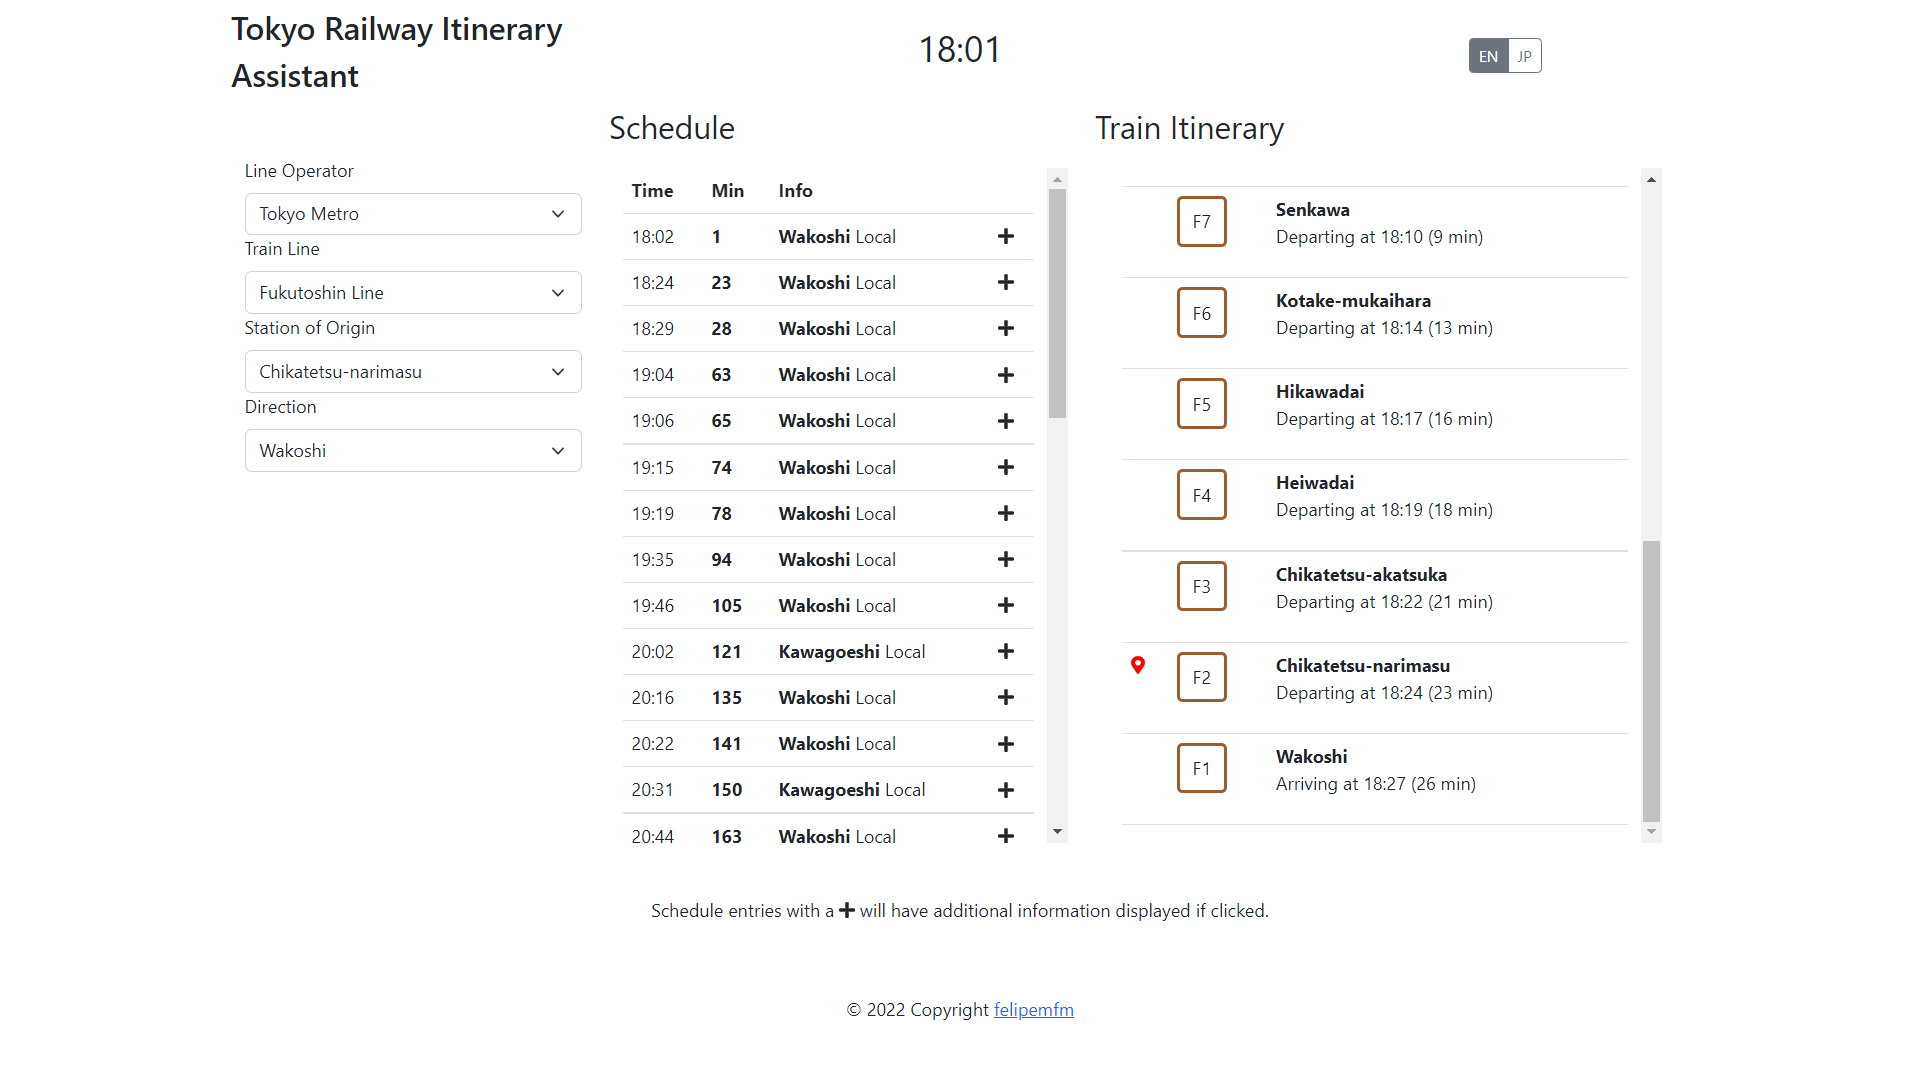 Tokyo Railway Itinerary
Assistant
18:01
EN JP
Line Operator
Tokyo Metro
Train Line
Fukutoshin Line
Station of Origin
Chikatetsu-narimasu
Direction
Wakoshi
Schedule
Time Min Info
18:02 1 Wakoshi Local
18:24 23 Wakoshi Local
18:29 28 Wakoshi Local
19:04 63 Wakoshi Local
19:06 65 Wakoshi Local
19:15 74 Wakoshi Local
19:19 78 Wakoshi Local
19:35 94 Wakoshi Local
19:46 105 Wakoshi Local
20:02 121 Kawagoeshi Local
20:16 135 Wakoshi Local
20:22 141 Wakoshi Local
20:31 150 Kawagoeshi Local
20:44 163 Wakoshi Local
Train Itinerary
F7 Senkawa
Departing at 18:10 (9 min)
F6 Kotake-mukaihara
Departing at 18:14 (13 min)
F5 Hikawadai
Departing at 18:17 (16 min)
F4 Heiwadai
Departing at 18:19 (18 min)
F3 Chikatetsu-akatsuka
Departing at 18:22 (21 min)
F2 Chikatetsu-narimasu
Departing at 18:24 (23 min)
F1 Wakoshi
Arriving at 18:27 (26 min)
Schedule entries with a + will have additional information displayed if clicked.
© 2022 Copyright felipemfm